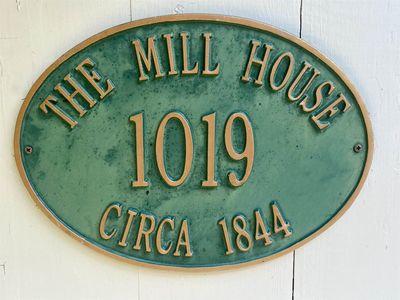 THE MILL HOUSE
1019
CIRCA 1844